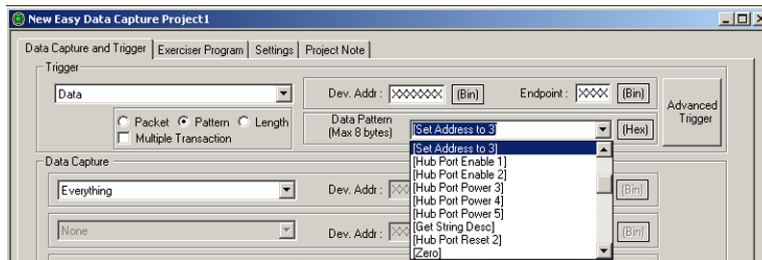 New Easy Data Capture Project1
Data Capture and Trigger Exerciser Program Settings Project Note
Trigger
Data Dev. Addr : XXXXXXX (Bin) Endpoint : XXXX (Bin)
Advanced
Trigger
Packet Pattern Length
Multiple Transaction
Data Pattern
(Max 8 bytes)
[Set Address to 3] (Hex)
[Set Address to 3]
[Hub Port Enable 1]
[Hub Port Enable 2]
[Hub Port Power 3]
[Hub Port Power 4]
[Hub Port Power 5]
[Get String Desc]
[Hub Port Reset 2]
[Zero]
Data Capture
Everything Dev. Addr : XX (Bin)
None Dev. Addr : XX (Bin)